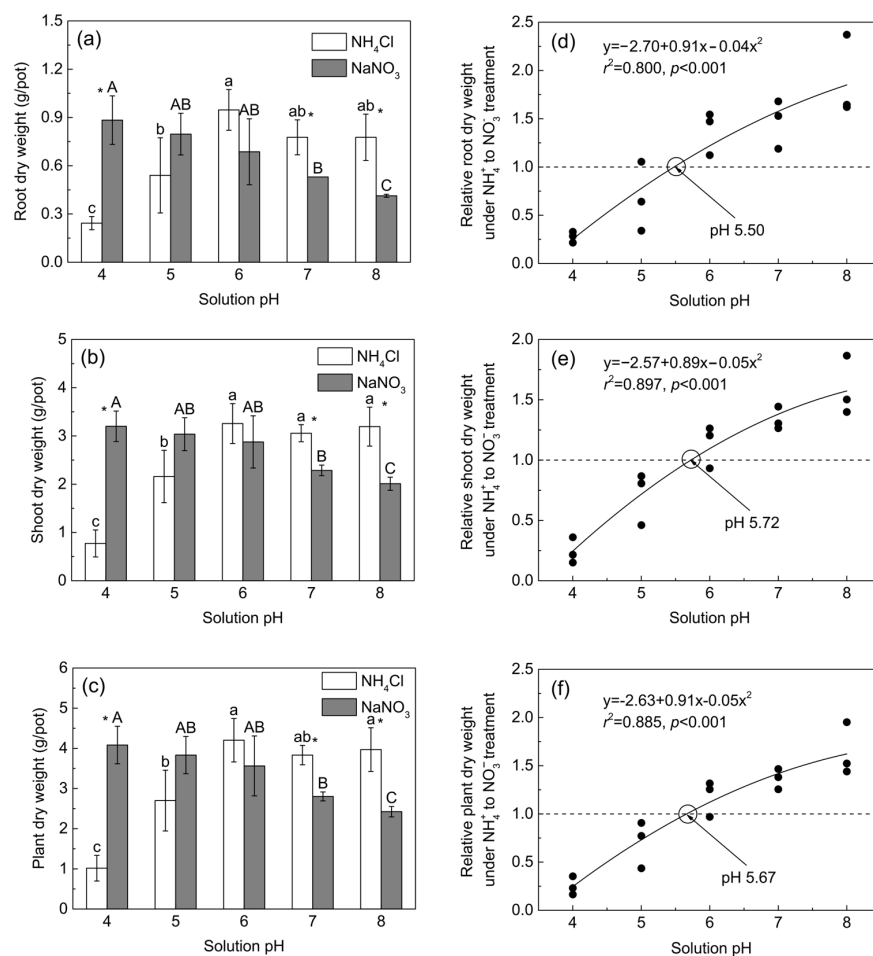 (a)
NH₄Cl
NaNO₃
Root dry weight (g/pot)
1.5
1.2
0.9
0.6
0.3
0.0
c
* A
b
AB
a
AB
ab *
B
ab *
C
4 5 6 7 8
Solution pH
(d)
y=−2.70+0.91x−0.04x²
r²=0.800, p<0.001
Relative root dry weight
under NH₄⁺ to NO₃⁻ treatment
2.5
2.0
1.5
1.0
0.5
0.0
pH 5.50
4 5 6 7 8
Solution pH
(b)
NH₄Cl
NaNO₃
Shoot dry weight (g/pot)
5
4
3
2
1
0
c
* A
b
AB
a
AB
a *
B
a *
C
4 5 6 7 8
Solution pH
(e)
y=−2.57+0.89x−0.05x²
r²=0.897, p<0.001
Relative shoot dry weight
under NH₄⁺ to NO₃⁻ treatment
2.0
1.5
1.0
0.5
0.0
pH 5.72
4 5 6 7 8
Solution pH
(c)
NH₄Cl
NaNO₃
Plant dry weight (g/pot)
6
5
4
3
2
1
0
c
* A
b
AB
a
AB
ab *
B
a *
C
4 5 6 7 8
Solution pH
(f)
y=-2.63+0.91x-0.05x²
r²=0.885, p<0.001
Relative plant dry weight
under NH₄⁺ to NO₃⁻ treatment
2.5
2.0
1.5
1.0
0.5
0.0
pH 5.67
4 5 6 7 8
Solution pH